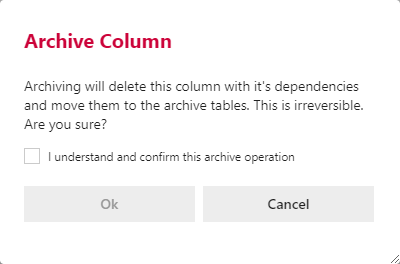 Archive Column
Archiving will delete this column with it's dependencies
and move them to the archive tables. This is irreversible.
Are you sure?
I understand and confirm this archive operation
Ok
Cancel